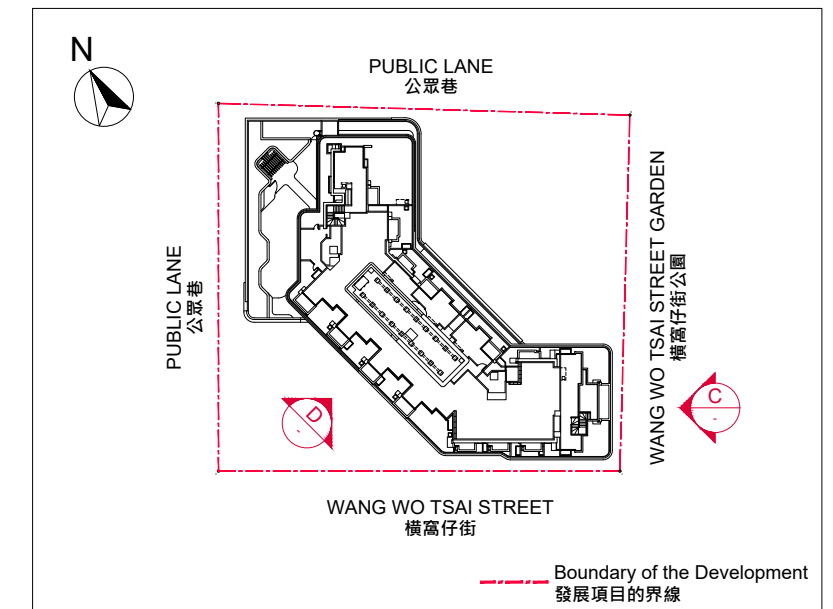 N
PUBLIC LANE
公眾巷
PUBLIC LANE
公眾巷
WANG WO TSAI STREET GARDEN
橫窩仔街公園
C
-
D
-
WANG WO TSAI STREET
橫窩仔街
Boundary of the Development
發展項目的界線